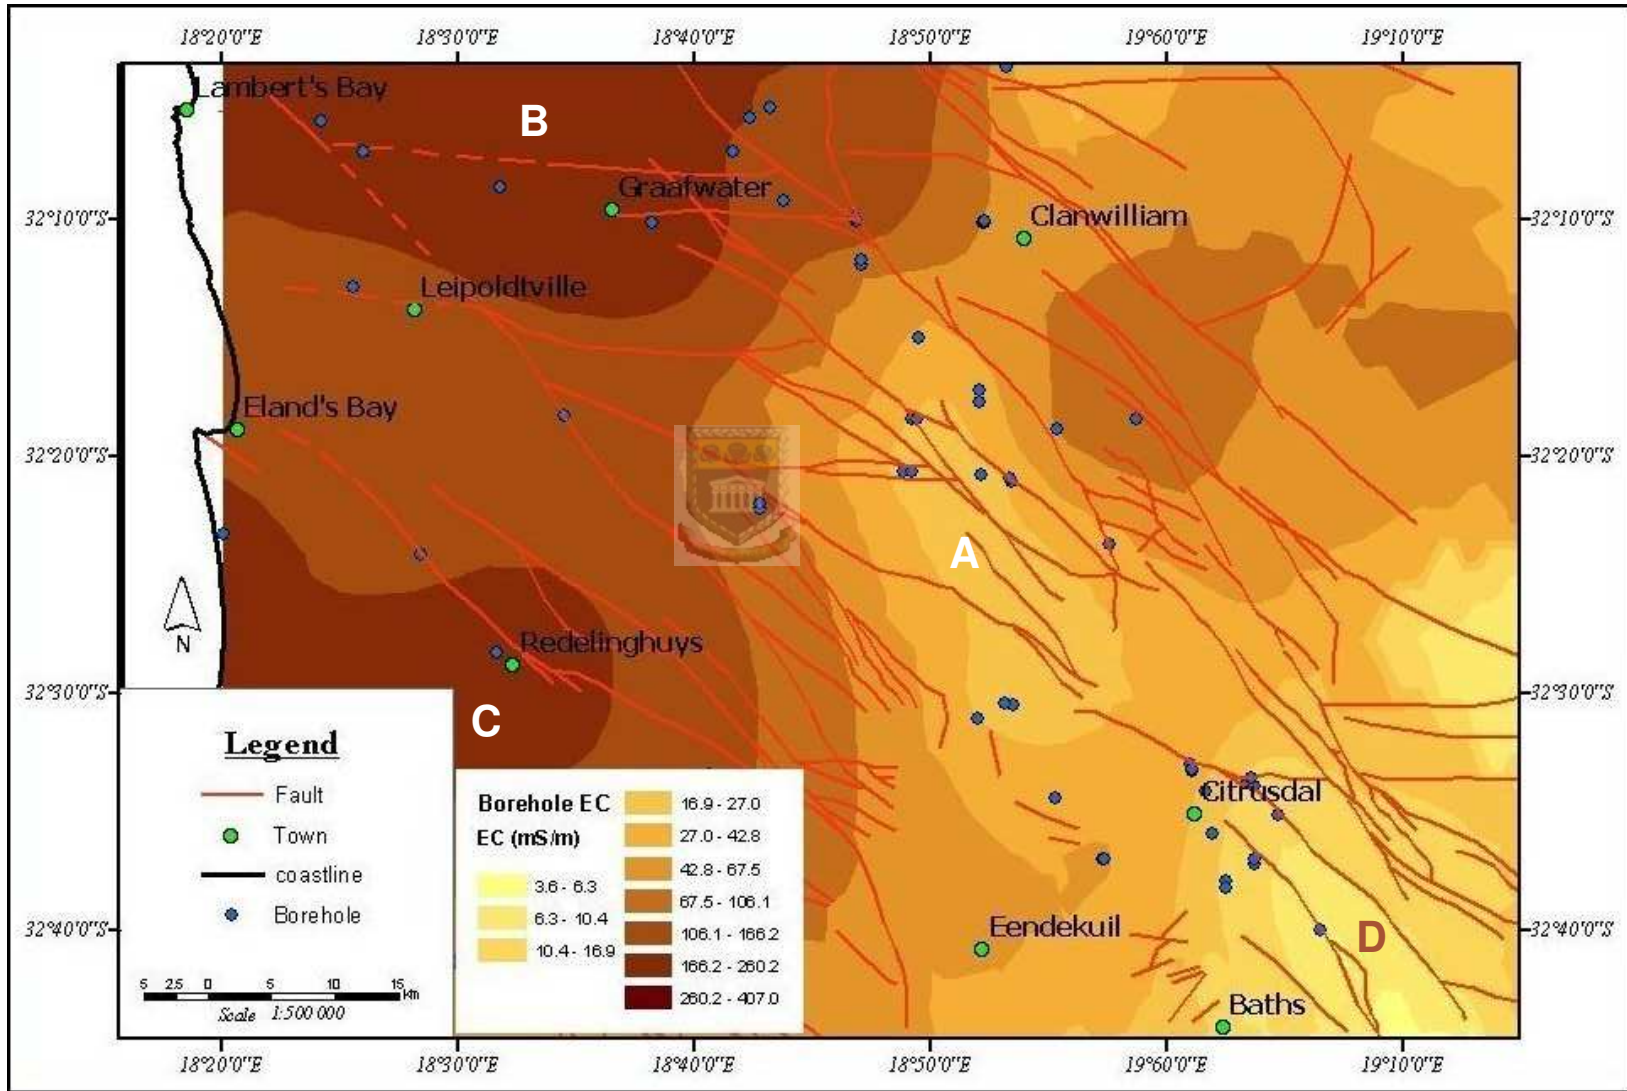 18°20'0"E 18°30'0"E 18°40'0"E 18°50'0"E 19°60'0"E 19°10'0"E
Lambert's Bay
B
Graafwater
32°10'0"S Clanwilliam 32°10'0"S
Leipoldtville
Eland's Bay
32°20'0"S 32°20'0"S
A
N
Redelinghuys
32°30'0"S 32°30'0"S
C
Legend
Fault
Town
coastline
Borehole
5 2.5 0 5 10 15 km
Scale 1:500 000
Borehole EC
EC (mS/m)
3.6 - 6.3
6.3 - 10.4
10.4 - 16.9
16.9 - 27.0
27.0 - 42.8
42.8 - 67.5
67.5 - 106.1
106.1 - 166.2
166.2 - 260.2
260.2 - 407.0
Citrusdal
D
32°40'0"S Eendekuil 32°40'0"S
Baths
18°20'0"E 18°30'0"E 18°40'0"E 18°50'0"E 19°60'0"E 19°10'0"E